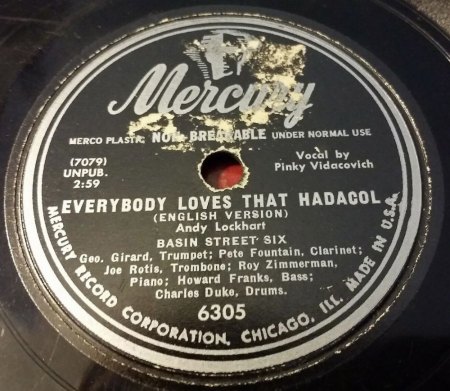 Mercury
MERCO PLASTIC NON-BREAKABLE UNDER NORMAL USE
(7079)
UNPUB.
2:59
Vocal by
Pinky Vidacovich
EVERYBODY LOVES THAT HADACOL
(ENGLISH VERSION)
Andy Lockhart
BASIN STREET SIX
Geo. Girard, Trumpet; Pete Fountain, Clarinet;
Joe Rotis, Trombone; Roy Zimmerman,
Piano; Howard Franks, Bass;
Charles Duke, Drums.
6305
MERCURY RECORD CORPORATION, CHICAGO, ILL. MADE IN U.S.A.